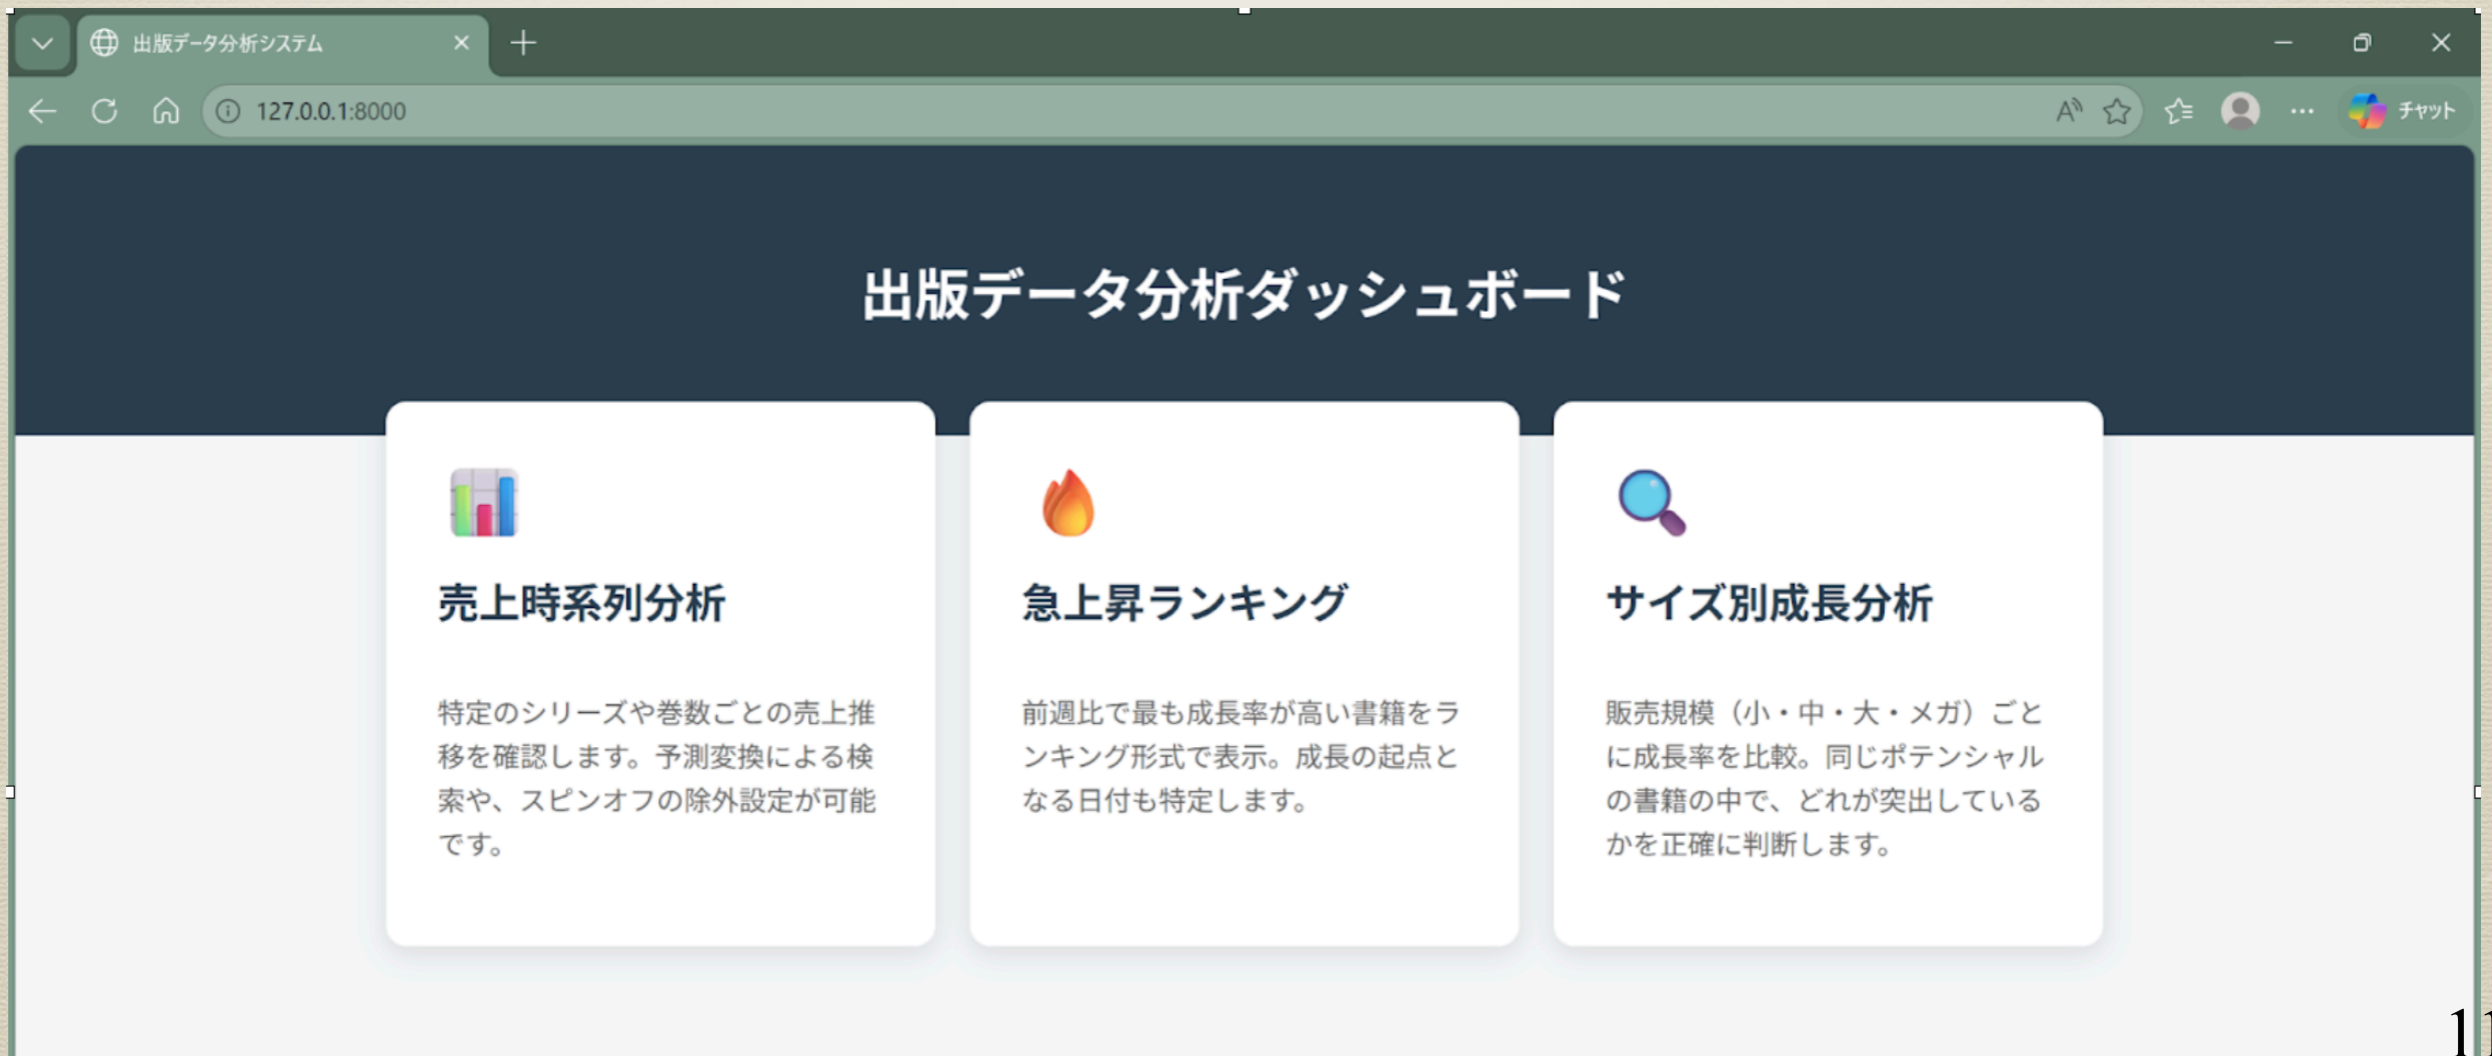 出版データ分析システム
127.0.0.1:8000
チャット
出版データ分析ダッシュボード
売上時系列分析
特定のシリーズや巻数ごとの売上推
移を確認します。予測変換による検
索や、スピンオフの除外設定が可能
です。
急上昇ランキング
前週比で最も成長率が高い書籍をラ
ンキング形式で表示。成長の起点と
なる日付も特定します。
サイズ別成長分析
販売規模（小・中・大・メガ）ごと
に成長率を比較。同じポテンシャル
の書籍の中で、どれが突出している
かを正確に判断します。
11